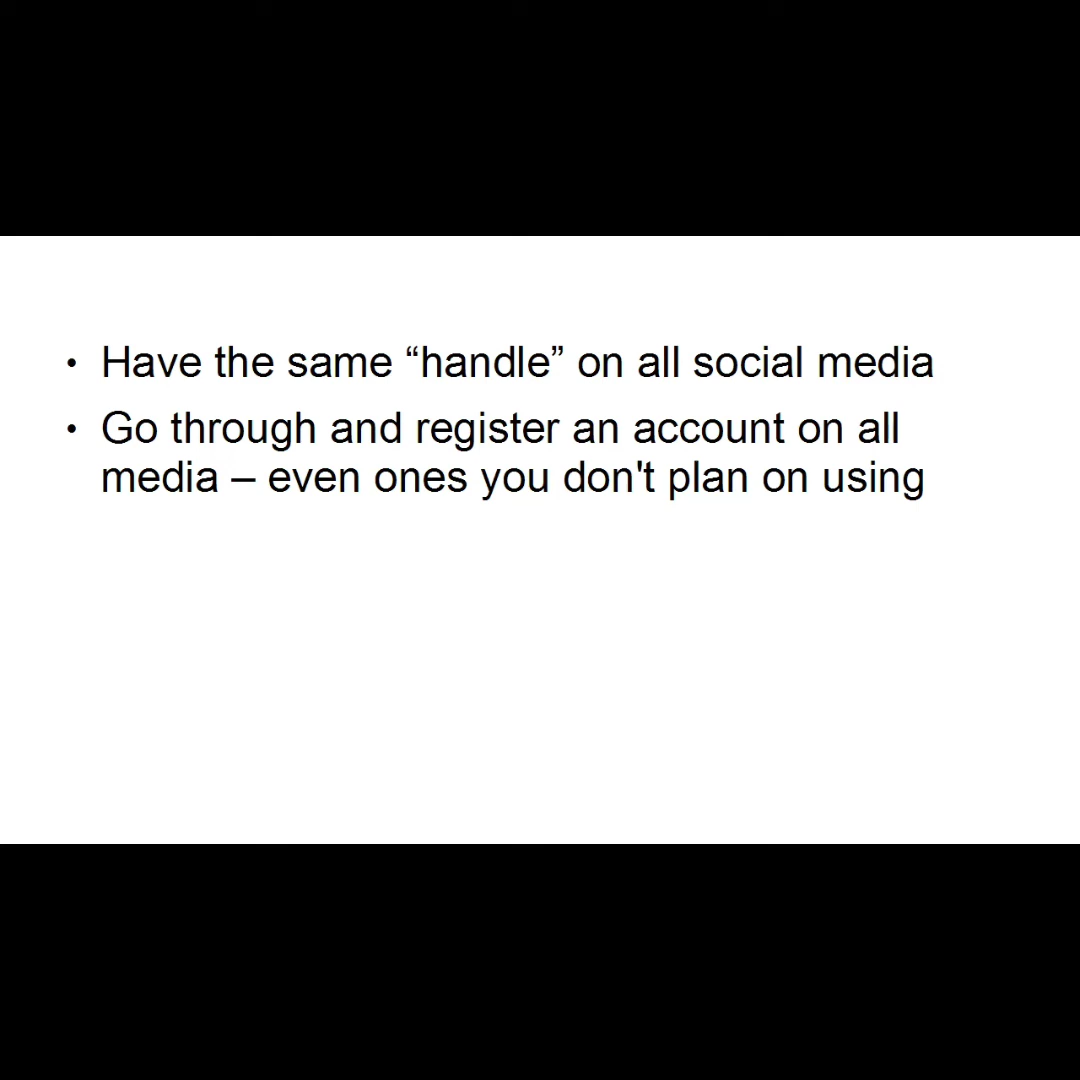 • Have the same “handle” on all social media
• Go through and register an account on all
media – even ones you don't plan on using